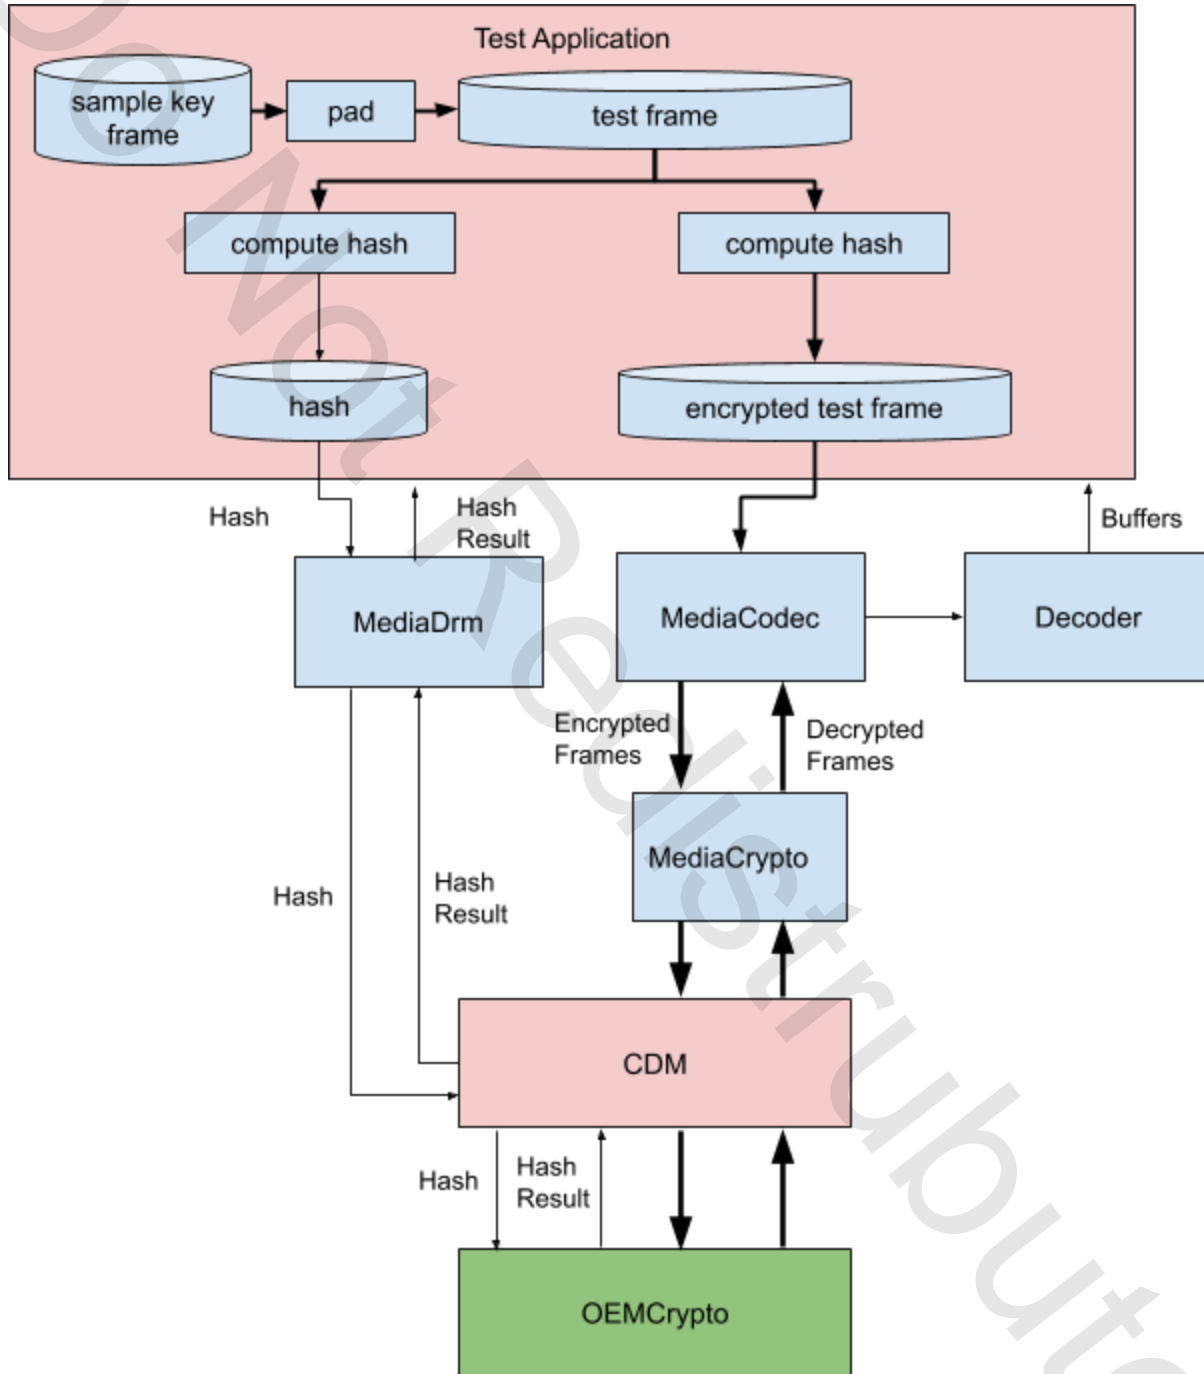 Test Application
sample key
frame
pad
test frame
compute hash
compute hash
hash
encrypted test frame
Hash
Hash
Result
Buffers
MediaDrm
MediaCodec
Decoder
Encrypted
Frames
Decrypted
Frames
MediaCrypto
Hash
Hash
Result
CDM
Hash
Hash
Result
OEMCrypto
Do Not Redistribute